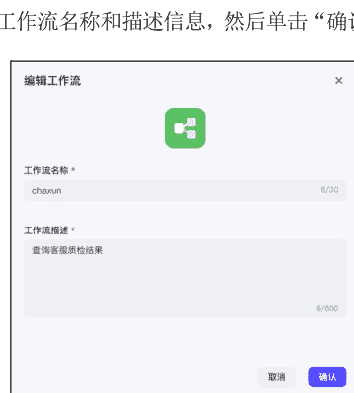 工作流名称和描述信息，然后单击“确认
编辑工作流 ×
工作流名称 *
chaxun 6/30
工作流描述 *
查询客服质检结果
8/600
取消 确认